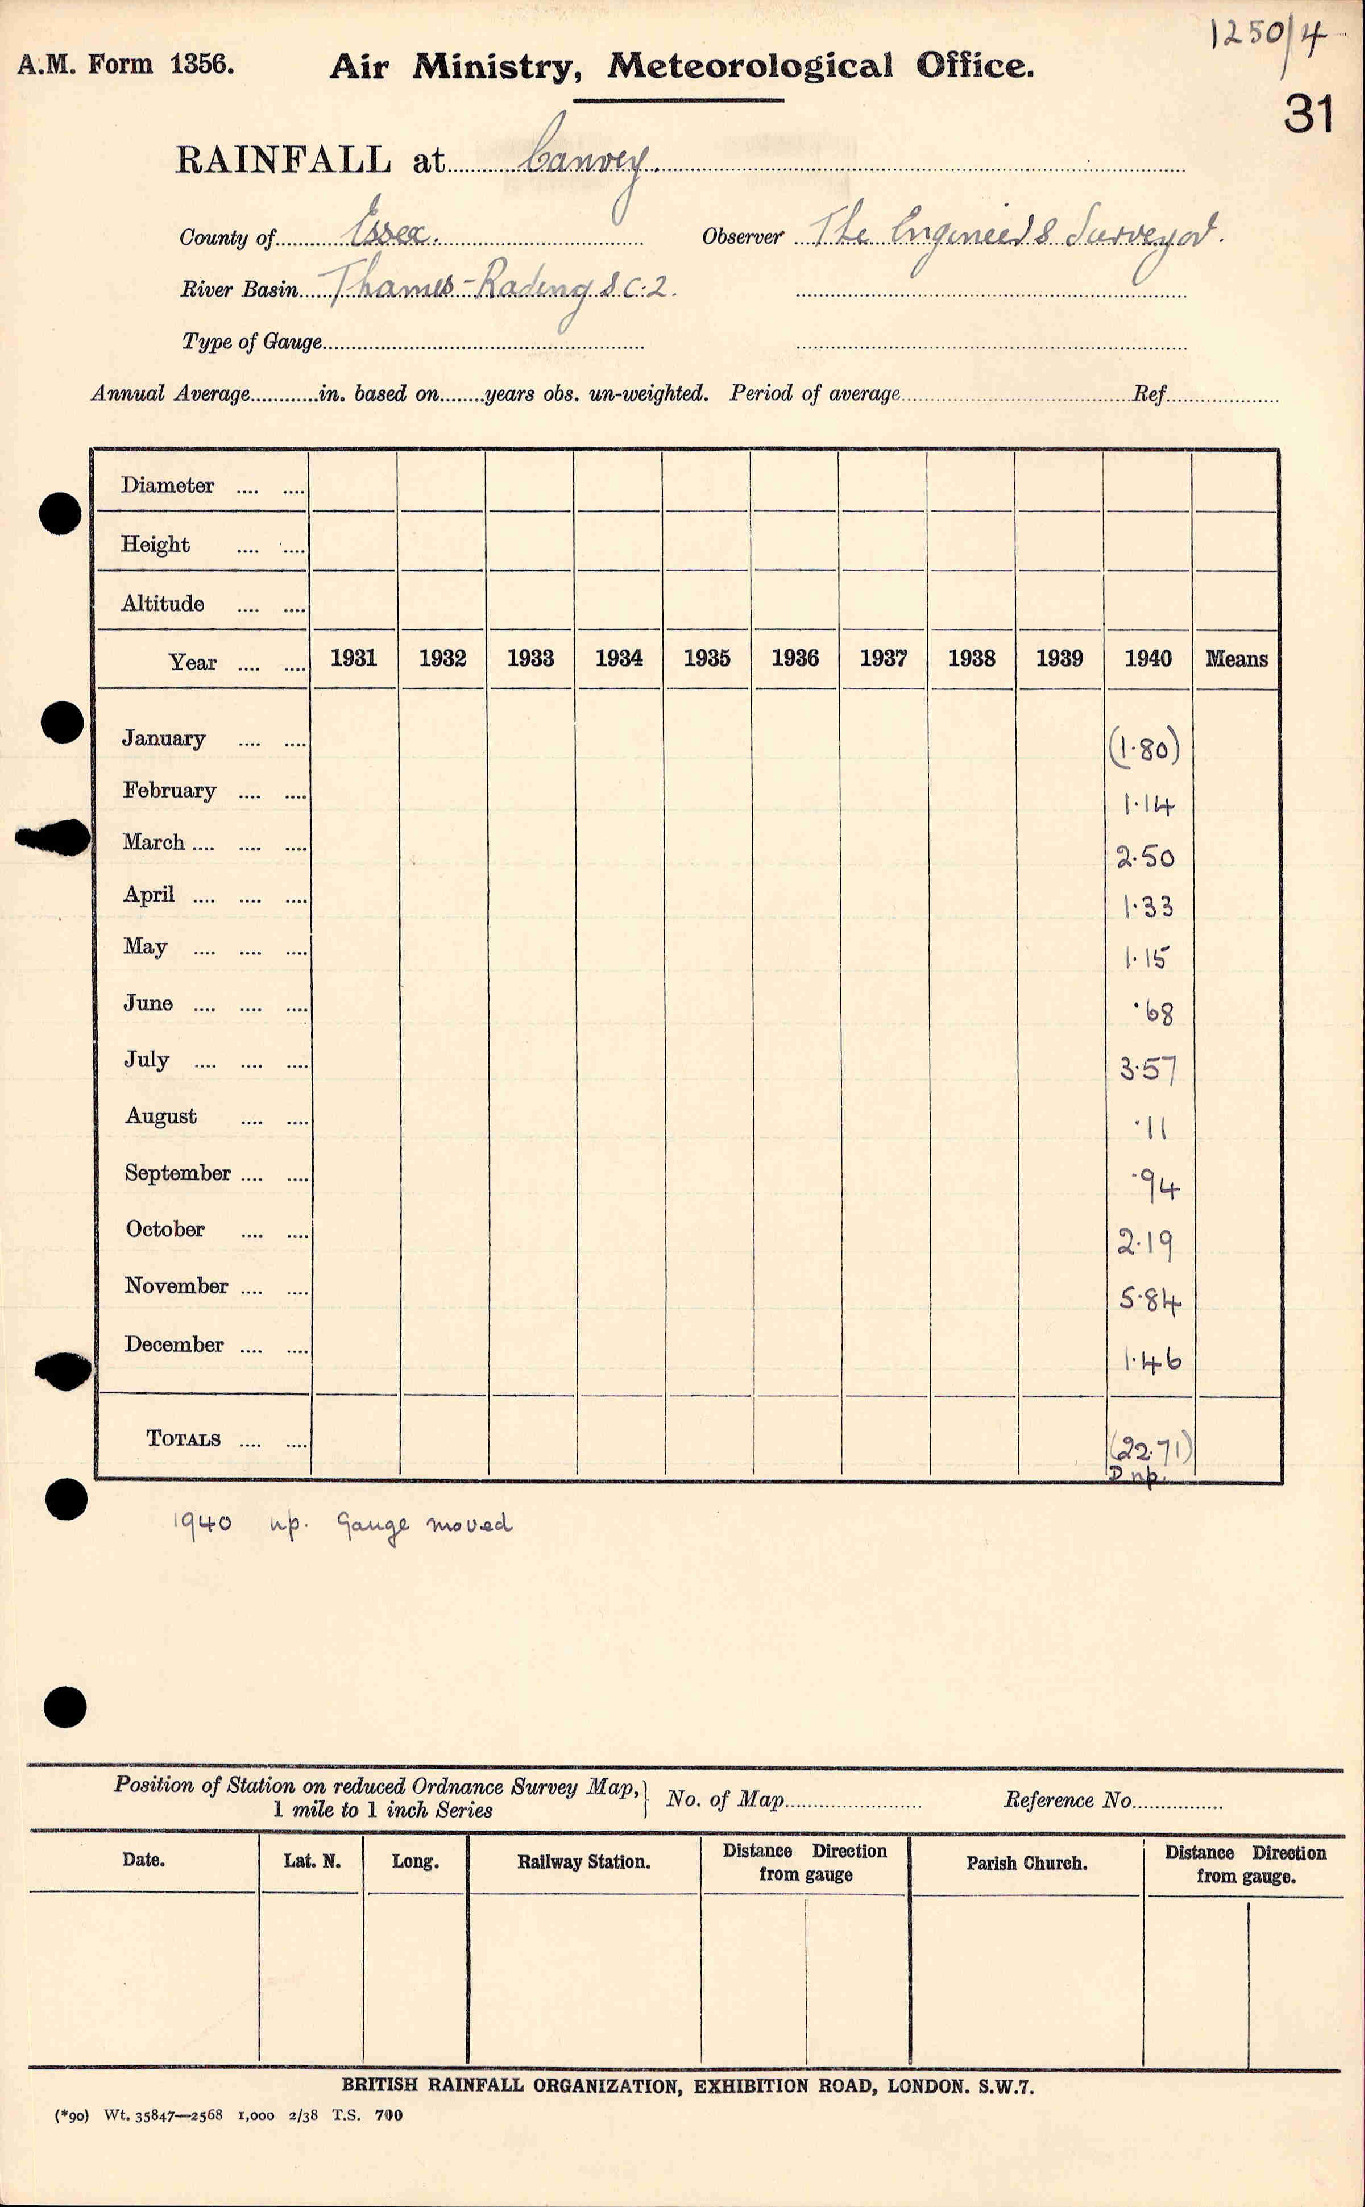 1250/4
A.M. Form 1356. Air Ministry, Meteorological Office.
31
RAINFALL at Canvey.
County of Essex. Observer The Engineer & Surveyor.
River Basin Thames - Roding & C. 2.
Type of Gauge
Annual Average in. based on years obs. un-weighted. Period of average Ref
Diameter
Height
Altitude
Year 1931 1932 1933 1934 1935 1936 1937 1938 1939 1940 Means
January (1.80)
February 1.14
March 2.50
April 1.33
May 1.15
June .68
July 3.57
August .11
September .94
October 2.19
November 5.84
December 1.46
TOTALS (22.71)
D np.
1940 np. Gauge moved
Position of Station on reduced Ordnance Survey Map, No. of Map Reference No.
1 mile to 1 inch Series
Date. Lat. N. Long. Railway Station. Distance Direction from gauge Parish Church. Distance Direction from gauge.
BRITISH RAINFALL ORGANIZATION, EXHIBITION ROAD, LONDON. S.W.7.
(*90) Wt. 35847—2568 1,000 2/38 T.S. 700